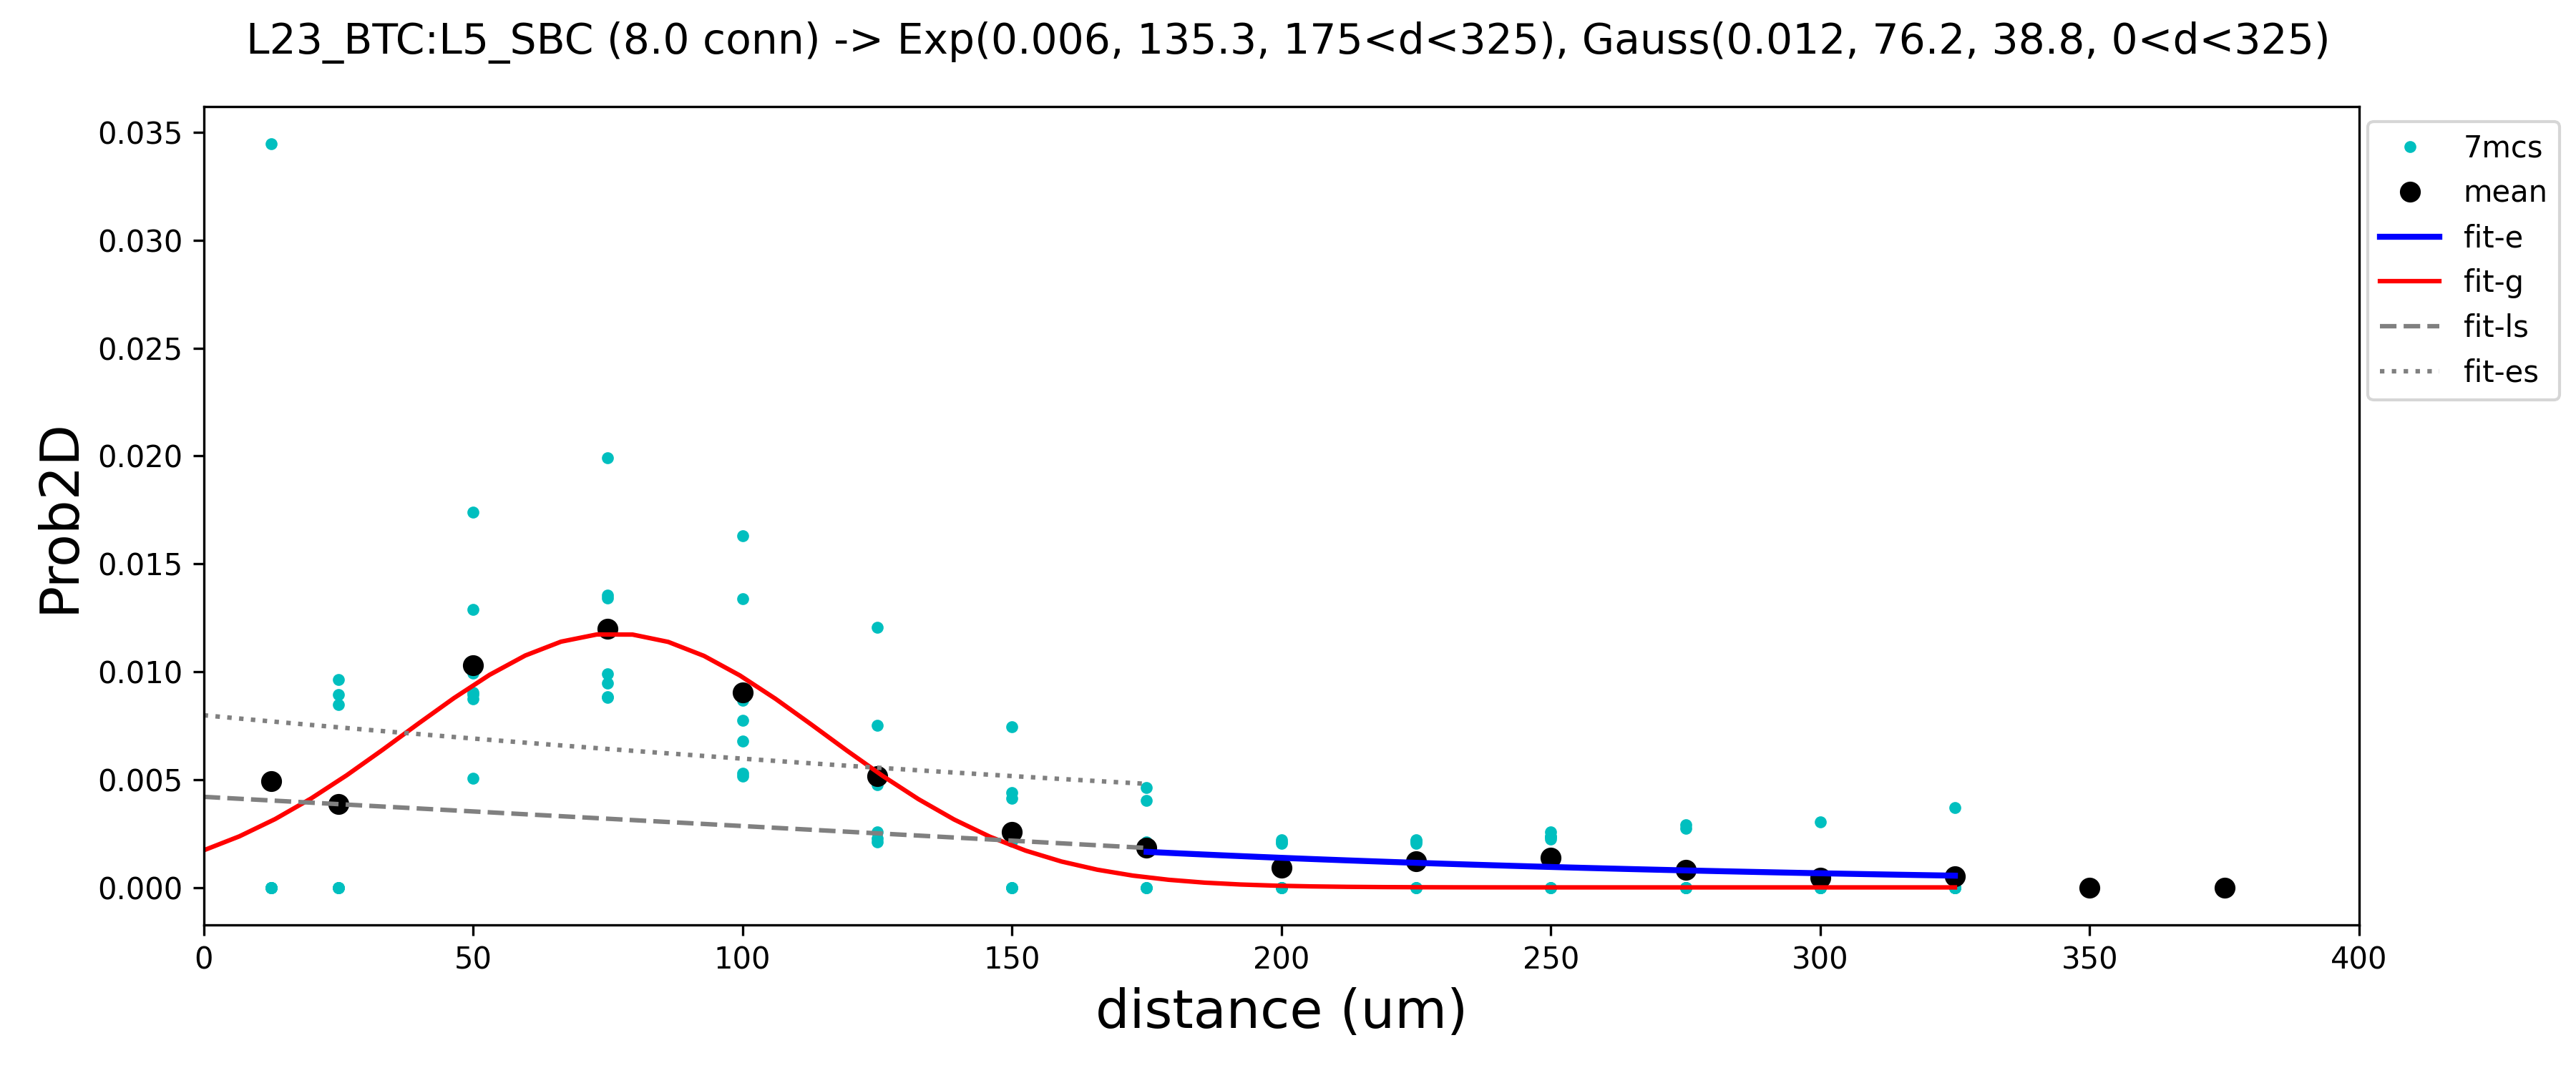 L23_BTC:L5_SBC (8.0 conn) -> Exp(0.006, 135.3, 175<d<325), Gauss(0.012, 76.2, 38.8, 0<d<325)
Prob2D
0.035
0.030
0.025
0.020
0.015
0.010
0.005
0.000
0
50
100
150
200
250
300
350
400
distance (um)
7mcs
mean
fit-e
fit-g
fit-ls
fit-es